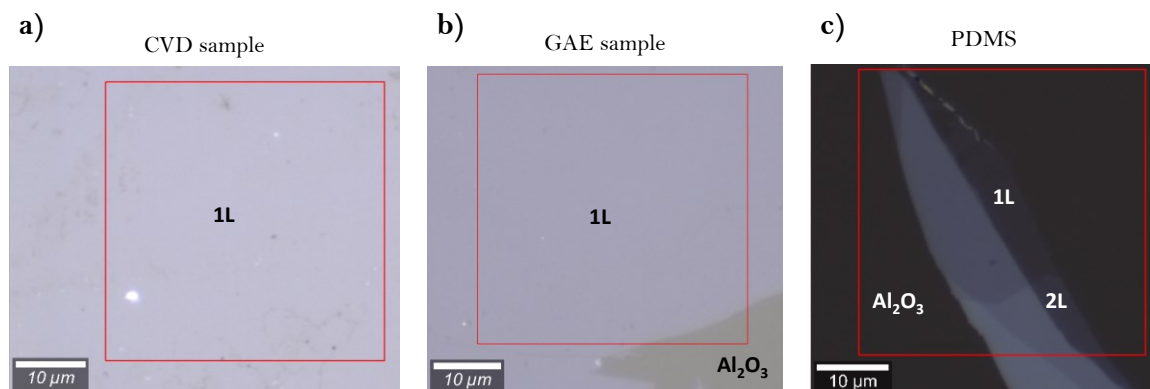 a)
CVD sample
1L
10 µm
b)
GAE sample
1L
Al₂O₃
10 µm
c)
PDMS
1L
2L
Al₂O₃
10 µm